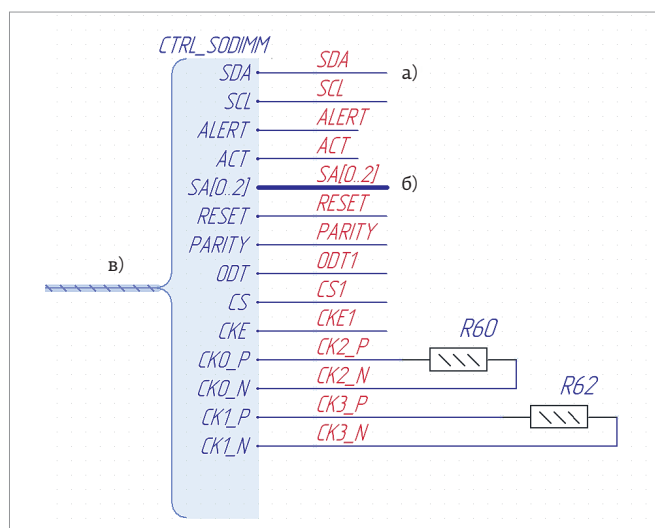 CTRL_SODIMM
SDA SDA а)
SCL SCL
ALERT ALERT
ACT ACT
SA[0..2] SA[0..2] б)
RESET RESET
PARITY PARITY
в)
ODT ODT1
CS CS1
CKE CKE1
R60
CK0_P CK2_P
CK0_N CK2_N
R62
CK1_P CK3_P
CK1_N CK3_N